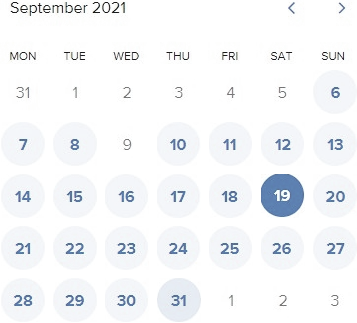 September 2021
MON TUE WED THU FRI SAT SUN
31 1 2 3 4 5 6
7 8 9 10 11 12 13
14 15 16 17 18 19 20
21 22 23 24 25 26 27
28 29 30 31 1 2 3